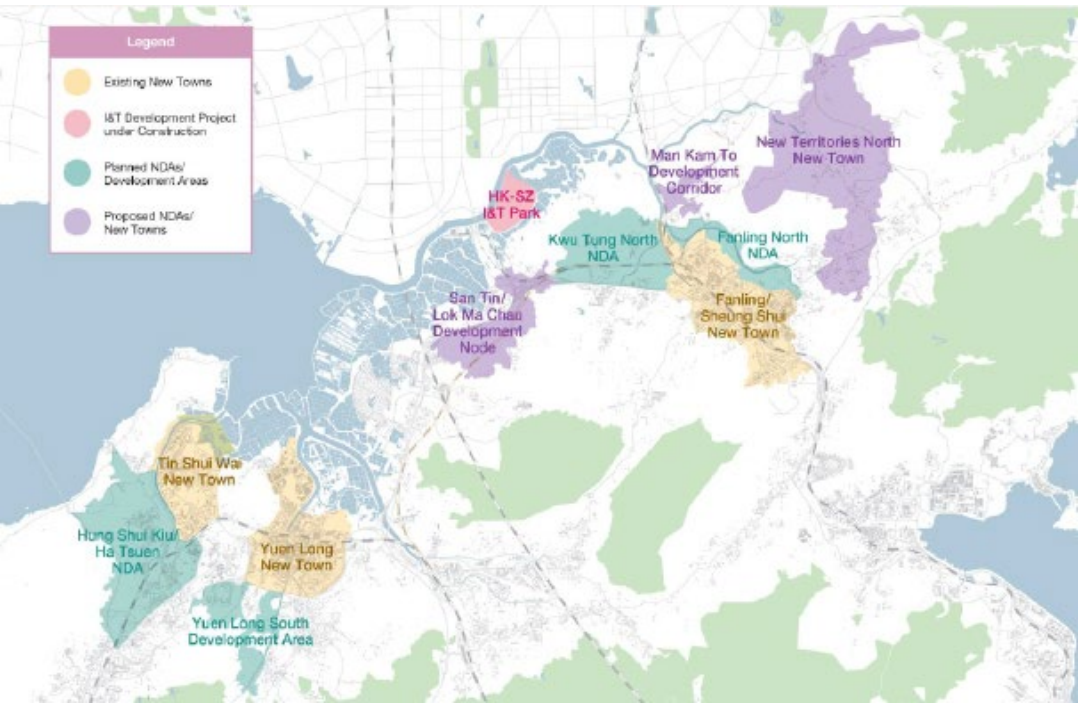 Legend
Existing New Towns
I&T Development Project
under Construction
Planned NDAs/
Development Areas
Proposed NDAs/
New Towns
New Territories North
New Town
Man Kam To
Development
Corridor
HK-SZ
I&T Park
Kwu Tung North
NDA
Fanling North
NDA
San Tin/
Lok Ma Chau
Development
Node
Fanling/
Sheung Shui
New Town
Tin Shui Wai
New Town
Hung Shui Kiu/
Ha Tsuen
NDA
Yuen Long
New Town
Yuen Long South
Development Area